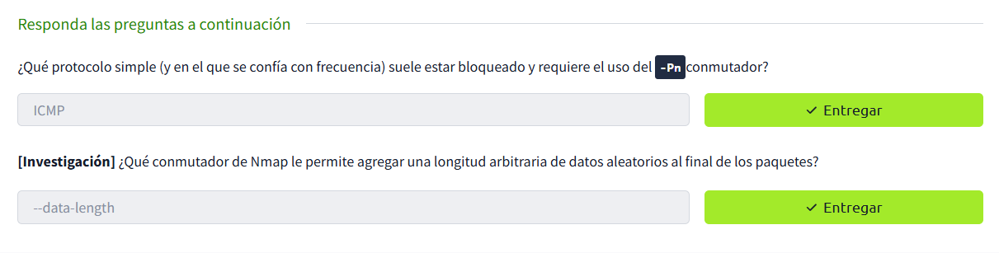 Responda las preguntas a continuación
¿Qué protocolo simple (y en el que se confía con frecuencia) suele estar bloqueado y requiere el uso del -Pn conmutador?
ICMP
✓ Entregar
[Investigación] ¿Qué conmutador de Nmap le permite agregar una longitud arbitraria de datos aleatorios al final de los paquetes?
--data-length
✓ Entregar